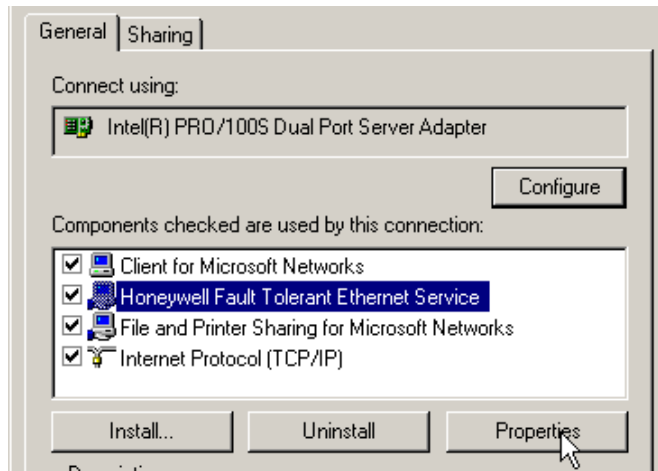 General Sharing
Connect using:
Intel(R) PRO/100S Dual Port Server Adapter
Configure
Components checked are used by this connection:
Client for Microsoft Networks
Honeywell Fault Tolerant Ethernet Service
File and Printer Sharing for Microsoft Networks
Internet Protocol (TCP/IP)
Install... Uninstall Properties